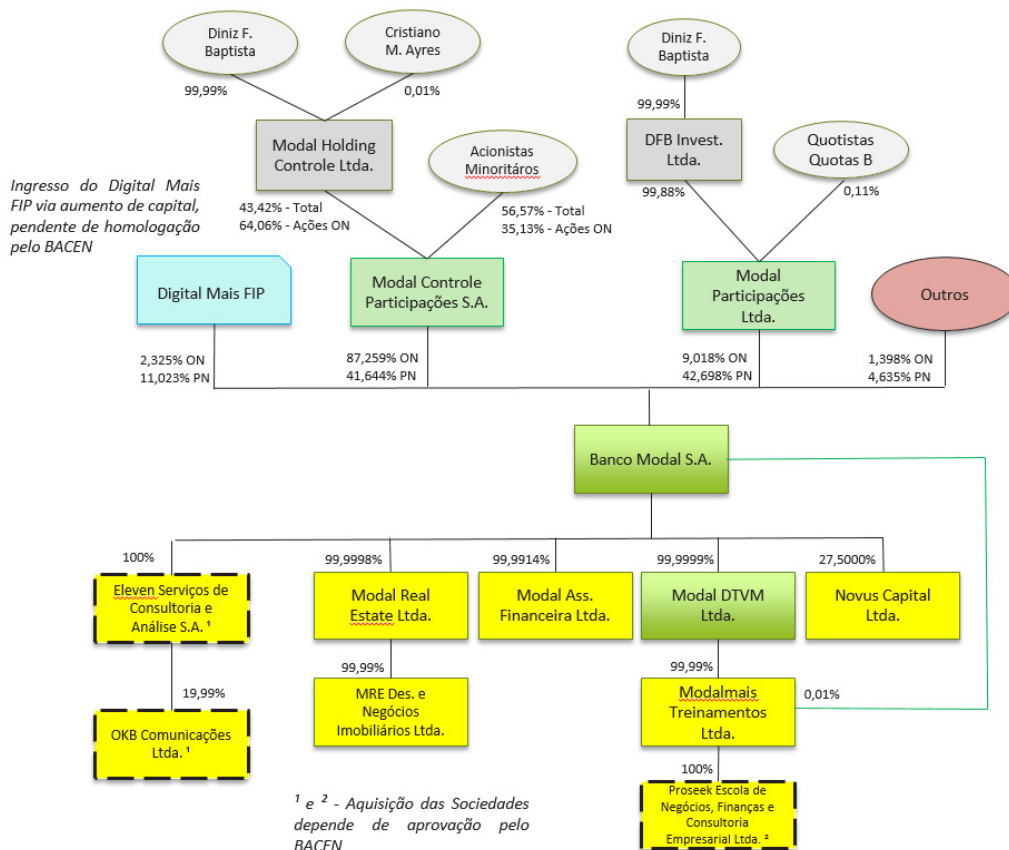 Diniz F.
Baptista
Cristiano
M. Ayres
Diniz F.
Baptista
99,99%
0,01%
99,99%
Modal Holding
Controle Ltda.
Acionistas
Minoritáros
DFB Invest.
Ltda.
Quotistas
Quotas B
Ingresso do Digital Mais
FIP via aumento de capital,
pendente de homologação
pelo BACEN
43,42% - Total
64,06% - Ações ON
56,57% - Total
35,13% - Ações ON
99,88%
0,11%
Digital Mais FIP
Modal Controle
Participações S.A.
Modal
Participações
Ltda.
Outros
2,325% ON
11,023% PN
87,259% ON
41,644% PN
9,018% ON
42,698% PN
1,398% ON
4,635% PN
Banco Modal S.A.
100%
99,9998%
99,9914%
99,9999%
27,5000%
Eleven Serviços de
Consultoria e
Análise S.A. ¹
Modal Real
Estate Ltda.
Modal Ass.
Financeira Ltda.
Modal DTVM
Ltda.
Novus Capital
Ltda.
19,99%
99,99%
99,99%
OKB Comunicações
Ltda. ¹
MRE Des. e
Negócios
Imobiliários Ltda.
Modalmais
Treinamentos
Ltda.
0,01%
100%
¹ e ² - Aquisição das Sociedades
depende de aprovação pelo
BACEN
Proseek Escola de
Negócios, Finanças e
Consultoria
Empresarial Ltda. ²